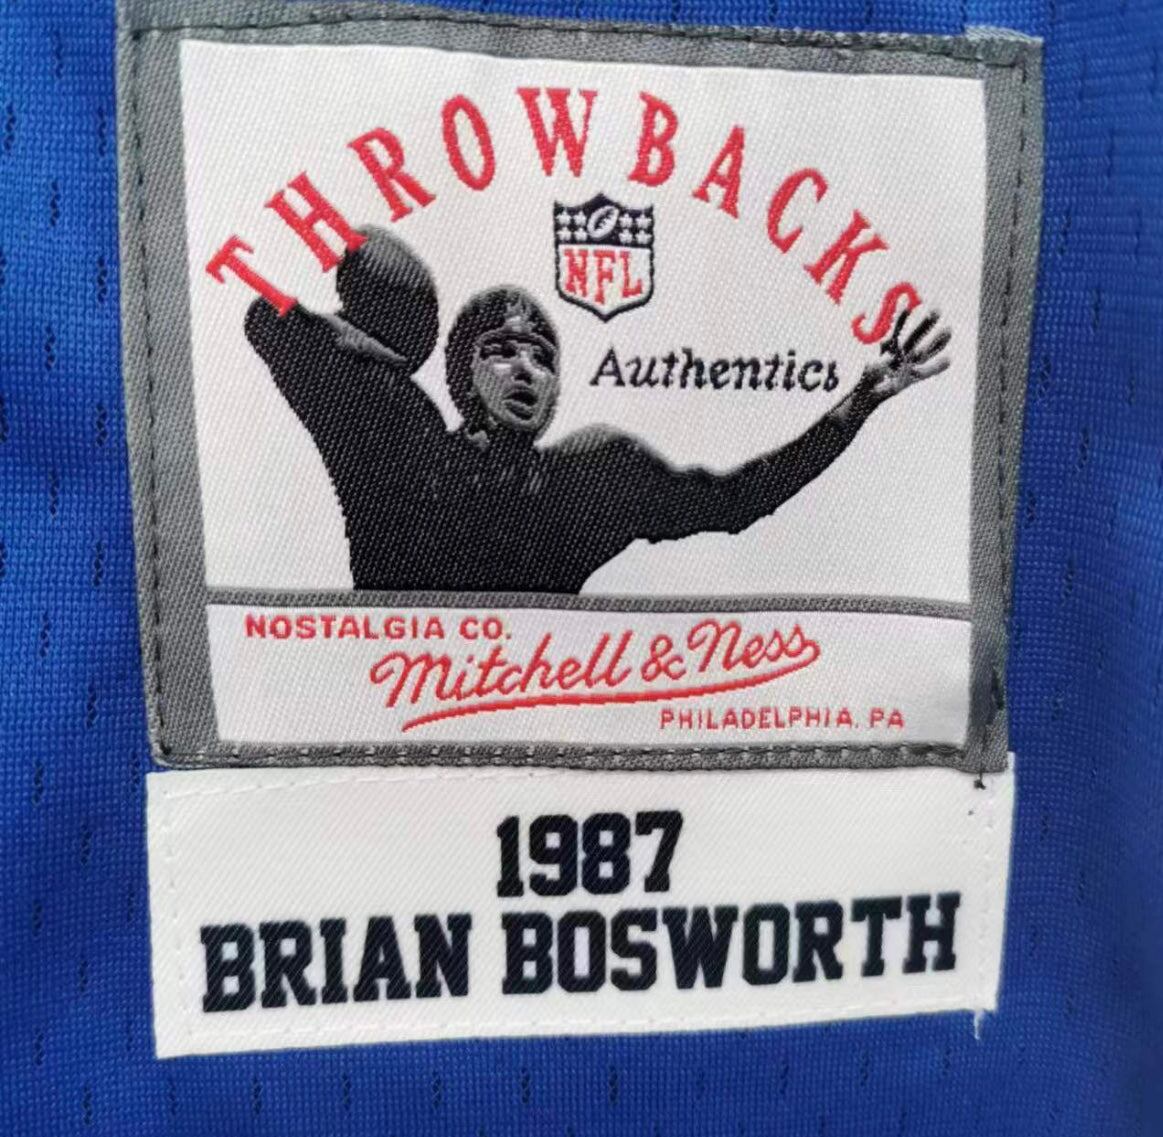 THROWBACKS
NFL
Authentics
NOSTALGIA CO.
Mitchell & Ness
PHILADELPHIA. PA
1987
BRIAN BOSWORTH